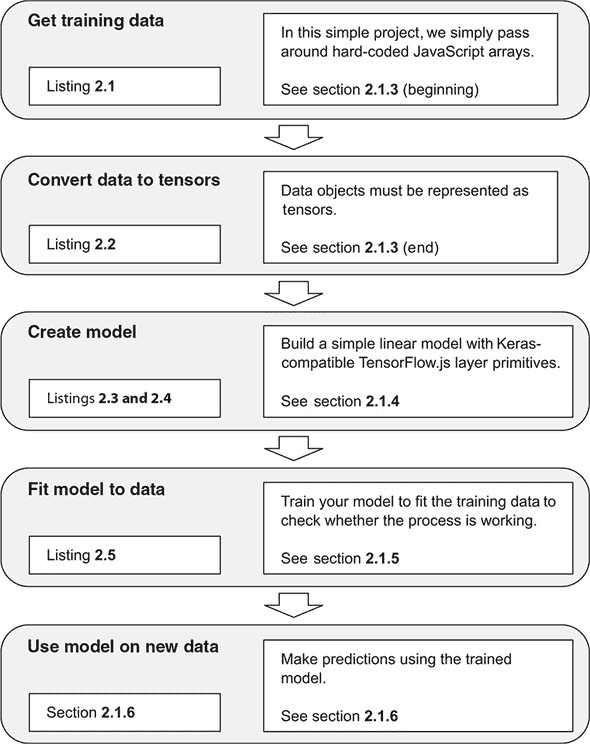 Get training data
Listing 2.1
In this simple project, we simply pass
around hard-coded JavaScript arrays.
See section 2.1.3 (beginning)
Convert data to tensors
Listing 2.2
Data objects must be represented as
tensors.
See section 2.1.3 (end)
Create model
Listings 2.3 and 2.4
Build a simple linear model with Keras-
compatible TensorFlow.js layer primitives.
See section 2.1.4
Fit model to data
Listing 2.5
Train your model to fit the training data to
check whether the process is working.
See section 2.1.5
Use model on new data
Section 2.1.6
Make predictions using the trained
model.
See section 2.1.6